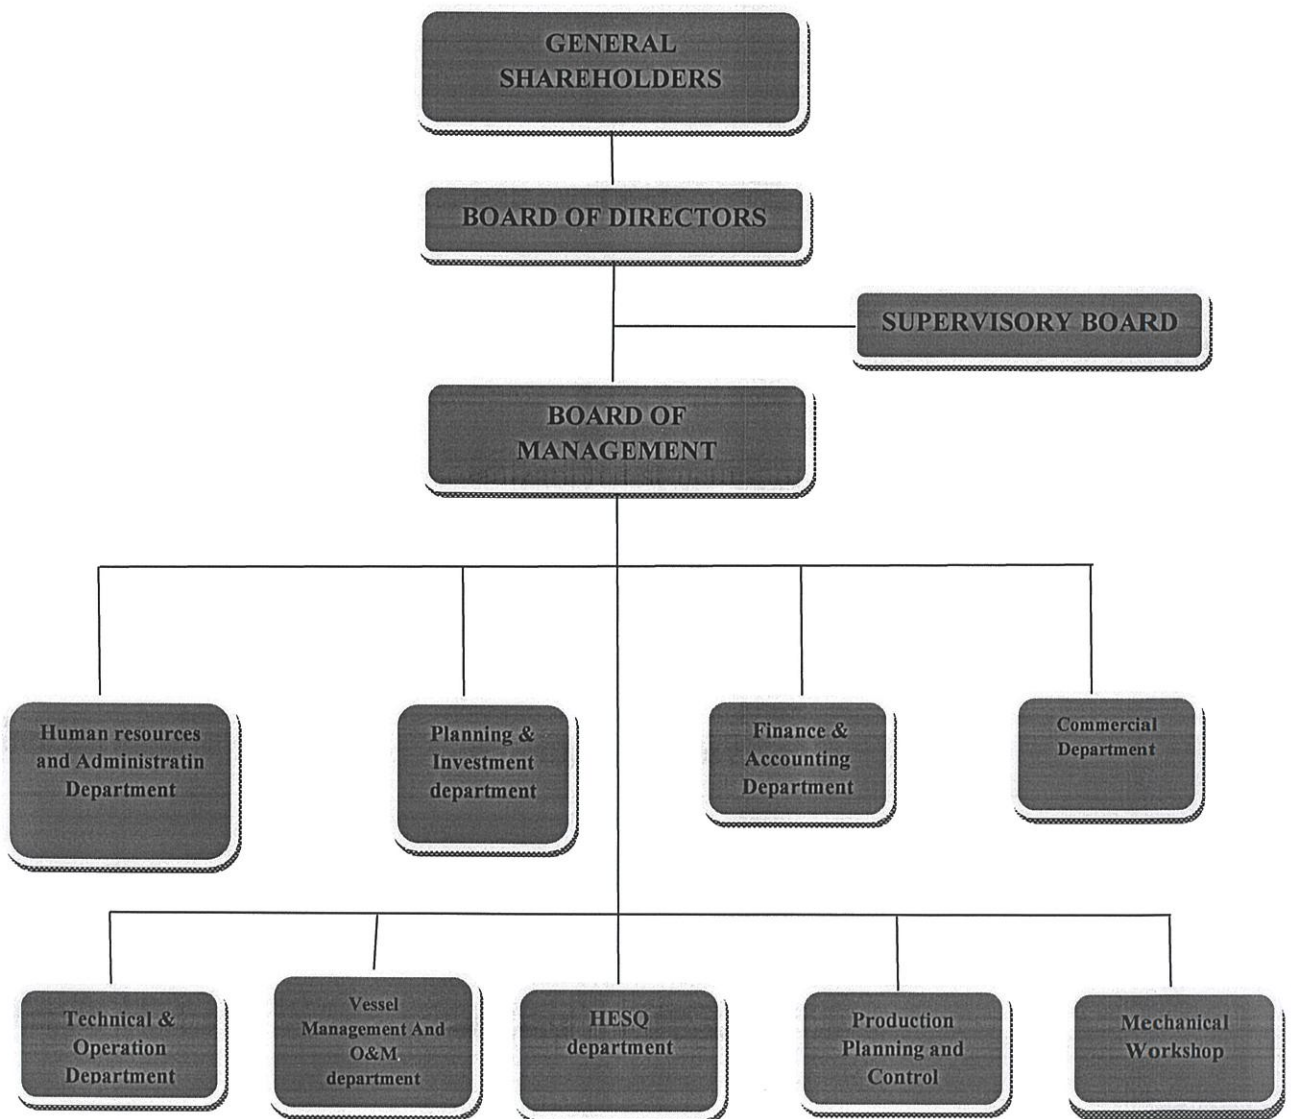 GENERAL
SHAREHOLDERS
BOARD OF DIRECTORS
SUPERVISORY BOARD
BOARD OF
MANAGEMENT
Human resources
and Administratin
Department
Planning &
Investment
department
Finance &
Accounting
Department
Commercial
Department
Technical &
Operation
Department
Vessel
Management And
O&M.
department
HESQ
department
Production
Planning and
Control
Mechanical
Workshop